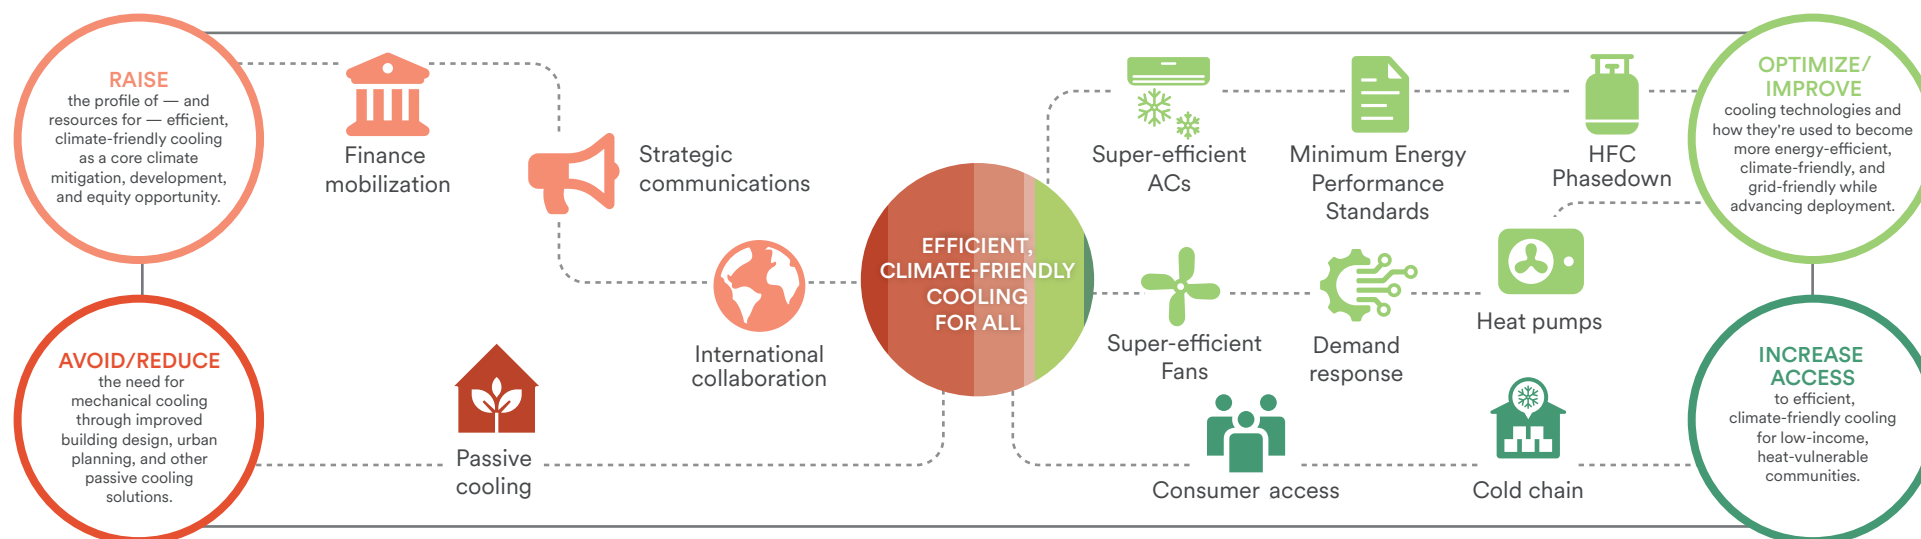 RAISE
the profile of — and
resources for — efficient,
climate-friendly cooling
as a core climate
mitigation, development,
and equity opportunity.
Finance
mobilization
Strategic
communications
International
collaboration
AVOID/REDUCE
the need for
mechanical cooling
through improved
building design, urban
planning, and other
passive cooling
solutions.
Passive
cooling
EFFICIENT,
CLIMATE-FRIENDLY
COOLING
FOR ALL
Super-efficient
ACs
Minimum Energy
Performance
Standards
HFC
Phasedown
OPTIMIZE/
IMPROVE
cooling technologies and
how they're used to become
more energy-efficient,
climate-friendly, and
grid-friendly while
advancing deployment.
Super-efficient
Fans
Demand
response
Heat pumps
Consumer access
Cold chain
INCREASE
ACCESS
to efficient,
climate-friendly cooling
for low-income,
heat-vulnerable
communities.